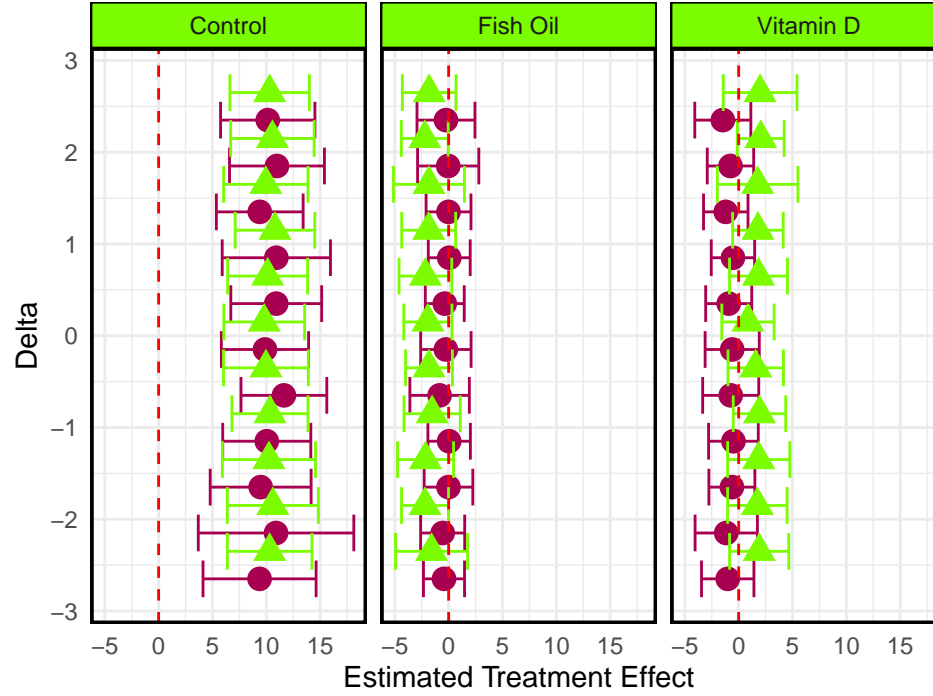 Control Fish Oil Vitamin D
3
2
1
0
−1
−2
−3
Delta
−5 0 5 10 15 −5 0 5 10 15 −5 0 5 10 15
Estimated Treatment Effect